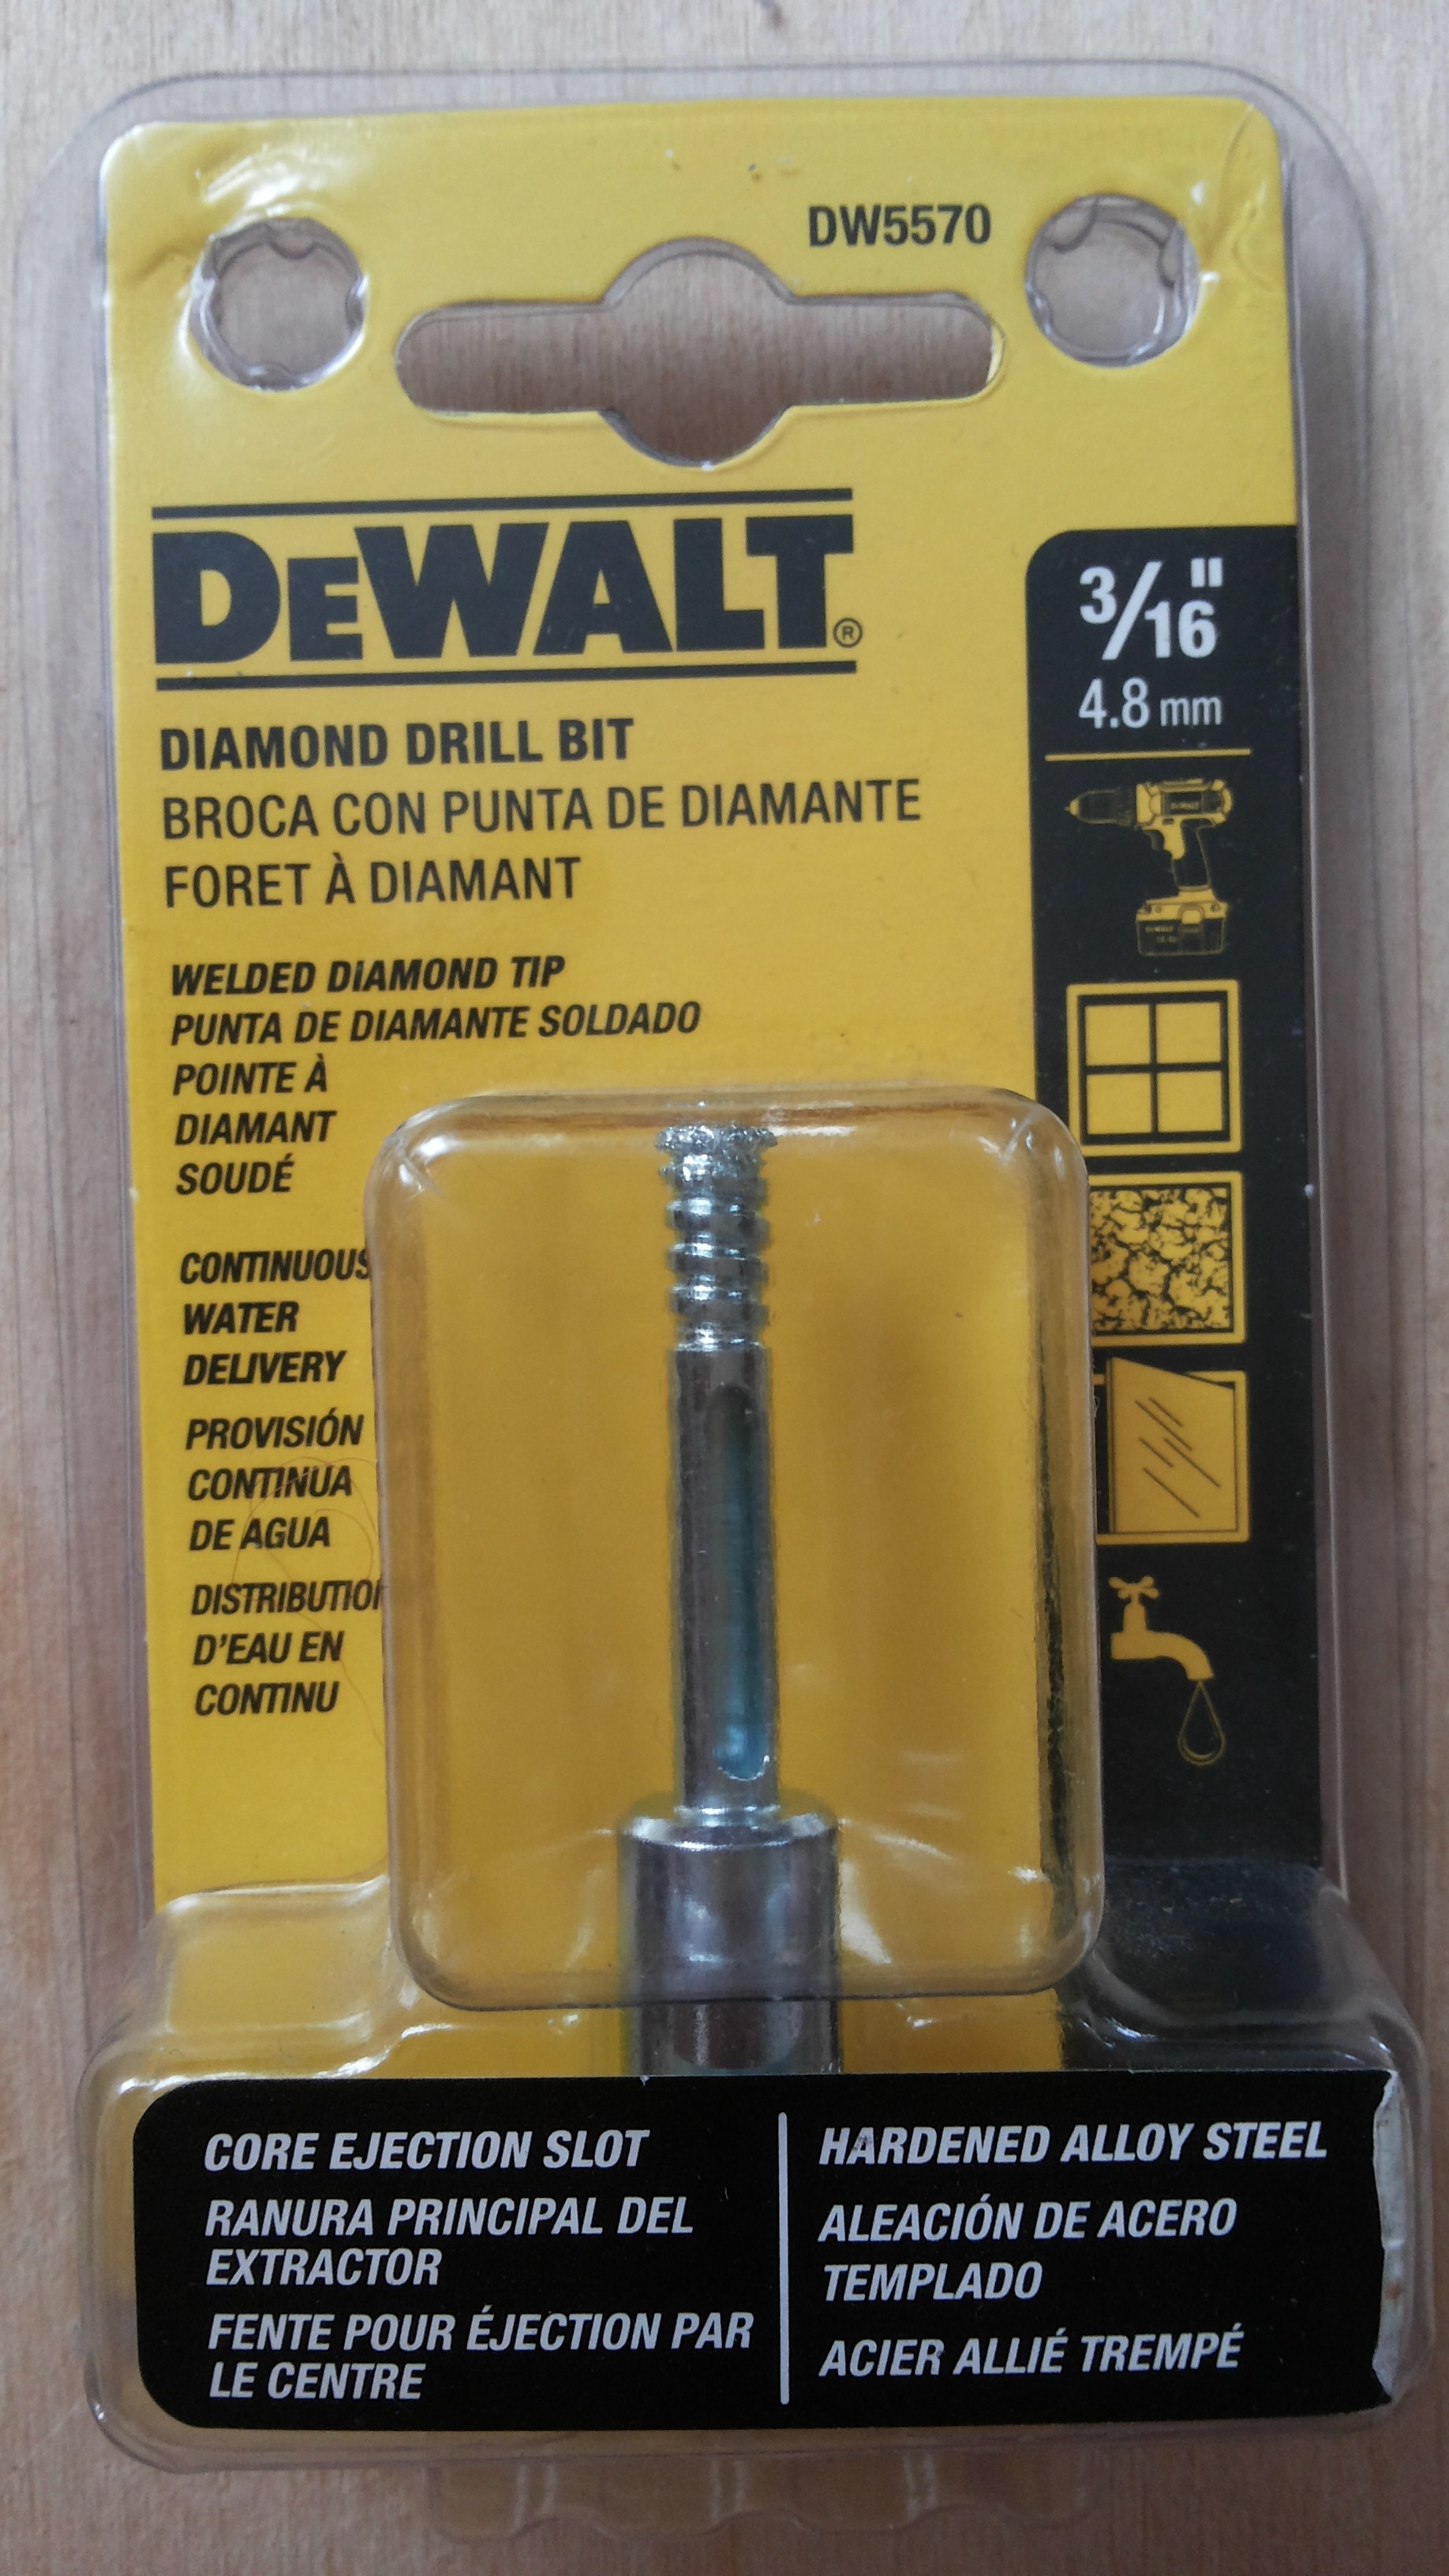 DW5570
DEWALT®
3/16"
4.8 mm
DIAMOND DRILL BIT
BROCA CON PUNTA DE DIAMANTE
FORET À DIAMANT
WELDED DIAMOND TIP
PUNTA DE DIAMANTE SOLDADO
POINTE À
DIAMANT
SOUDÉ
CONTINUOUS
WATER
DELIVERY
PROVISIÓN
CONTINUA
DE AGUA
DISTRIBUTION
D'EAU EN
CONTINU
CORE EJECTION SLOT
RANURA PRINCIPAL DEL
EXTRACTOR
FENTE POUR ÉJECTION PAR
LE CENTRE
HARDENED ALLOY STEEL
ALEACIÓN DE ACERO
TEMPLADO
ACIER ALLIÉ TREMPÉ